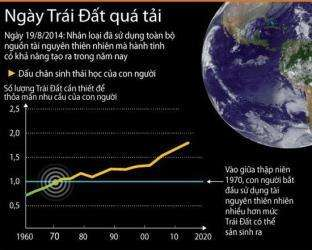 Ngày Trái Đất quá tải
Ngày 19/8/2014: Nhân loại đã sử dụng toàn bộ
nguồn tài nguyên thiên nhiên mà hành tinh
có khả năng tạo ra trong năm nay
Dấu chân sinh thái học của con người
Số lượng Trái Đất cần thiết để
thỏa mãn nhu cầu của con người
2,5
2,0
1,5
1,0
0,5
0
1960
70
80
90
2000
10
2020
Vào giữa thập niên
1970, con người bắt
đầu sử dụng tài
nguyên thiên nhiên
nhiều hơn mức
Trái Đất có thể
sản sinh ra